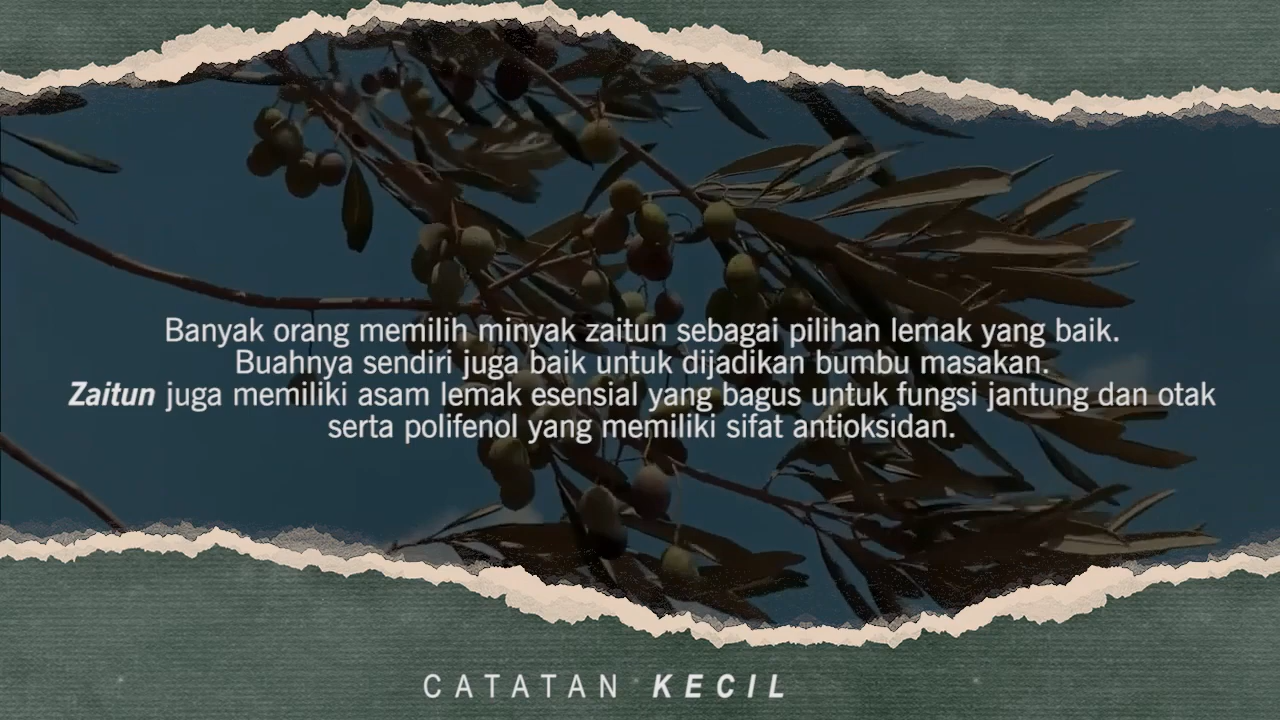 Banyak orang memilih minyak zaitun sebagai pilihan lemak yang baik.
Buahnya sendiri juga baik untuk dijadikan bumbu masakan.
Zaitun juga memiliki asam lemak esensial yang bagus untuk fungsi jantung dan otak
serta polifenol yang memiliki sifat antioksidan.
CATATAN KECIL